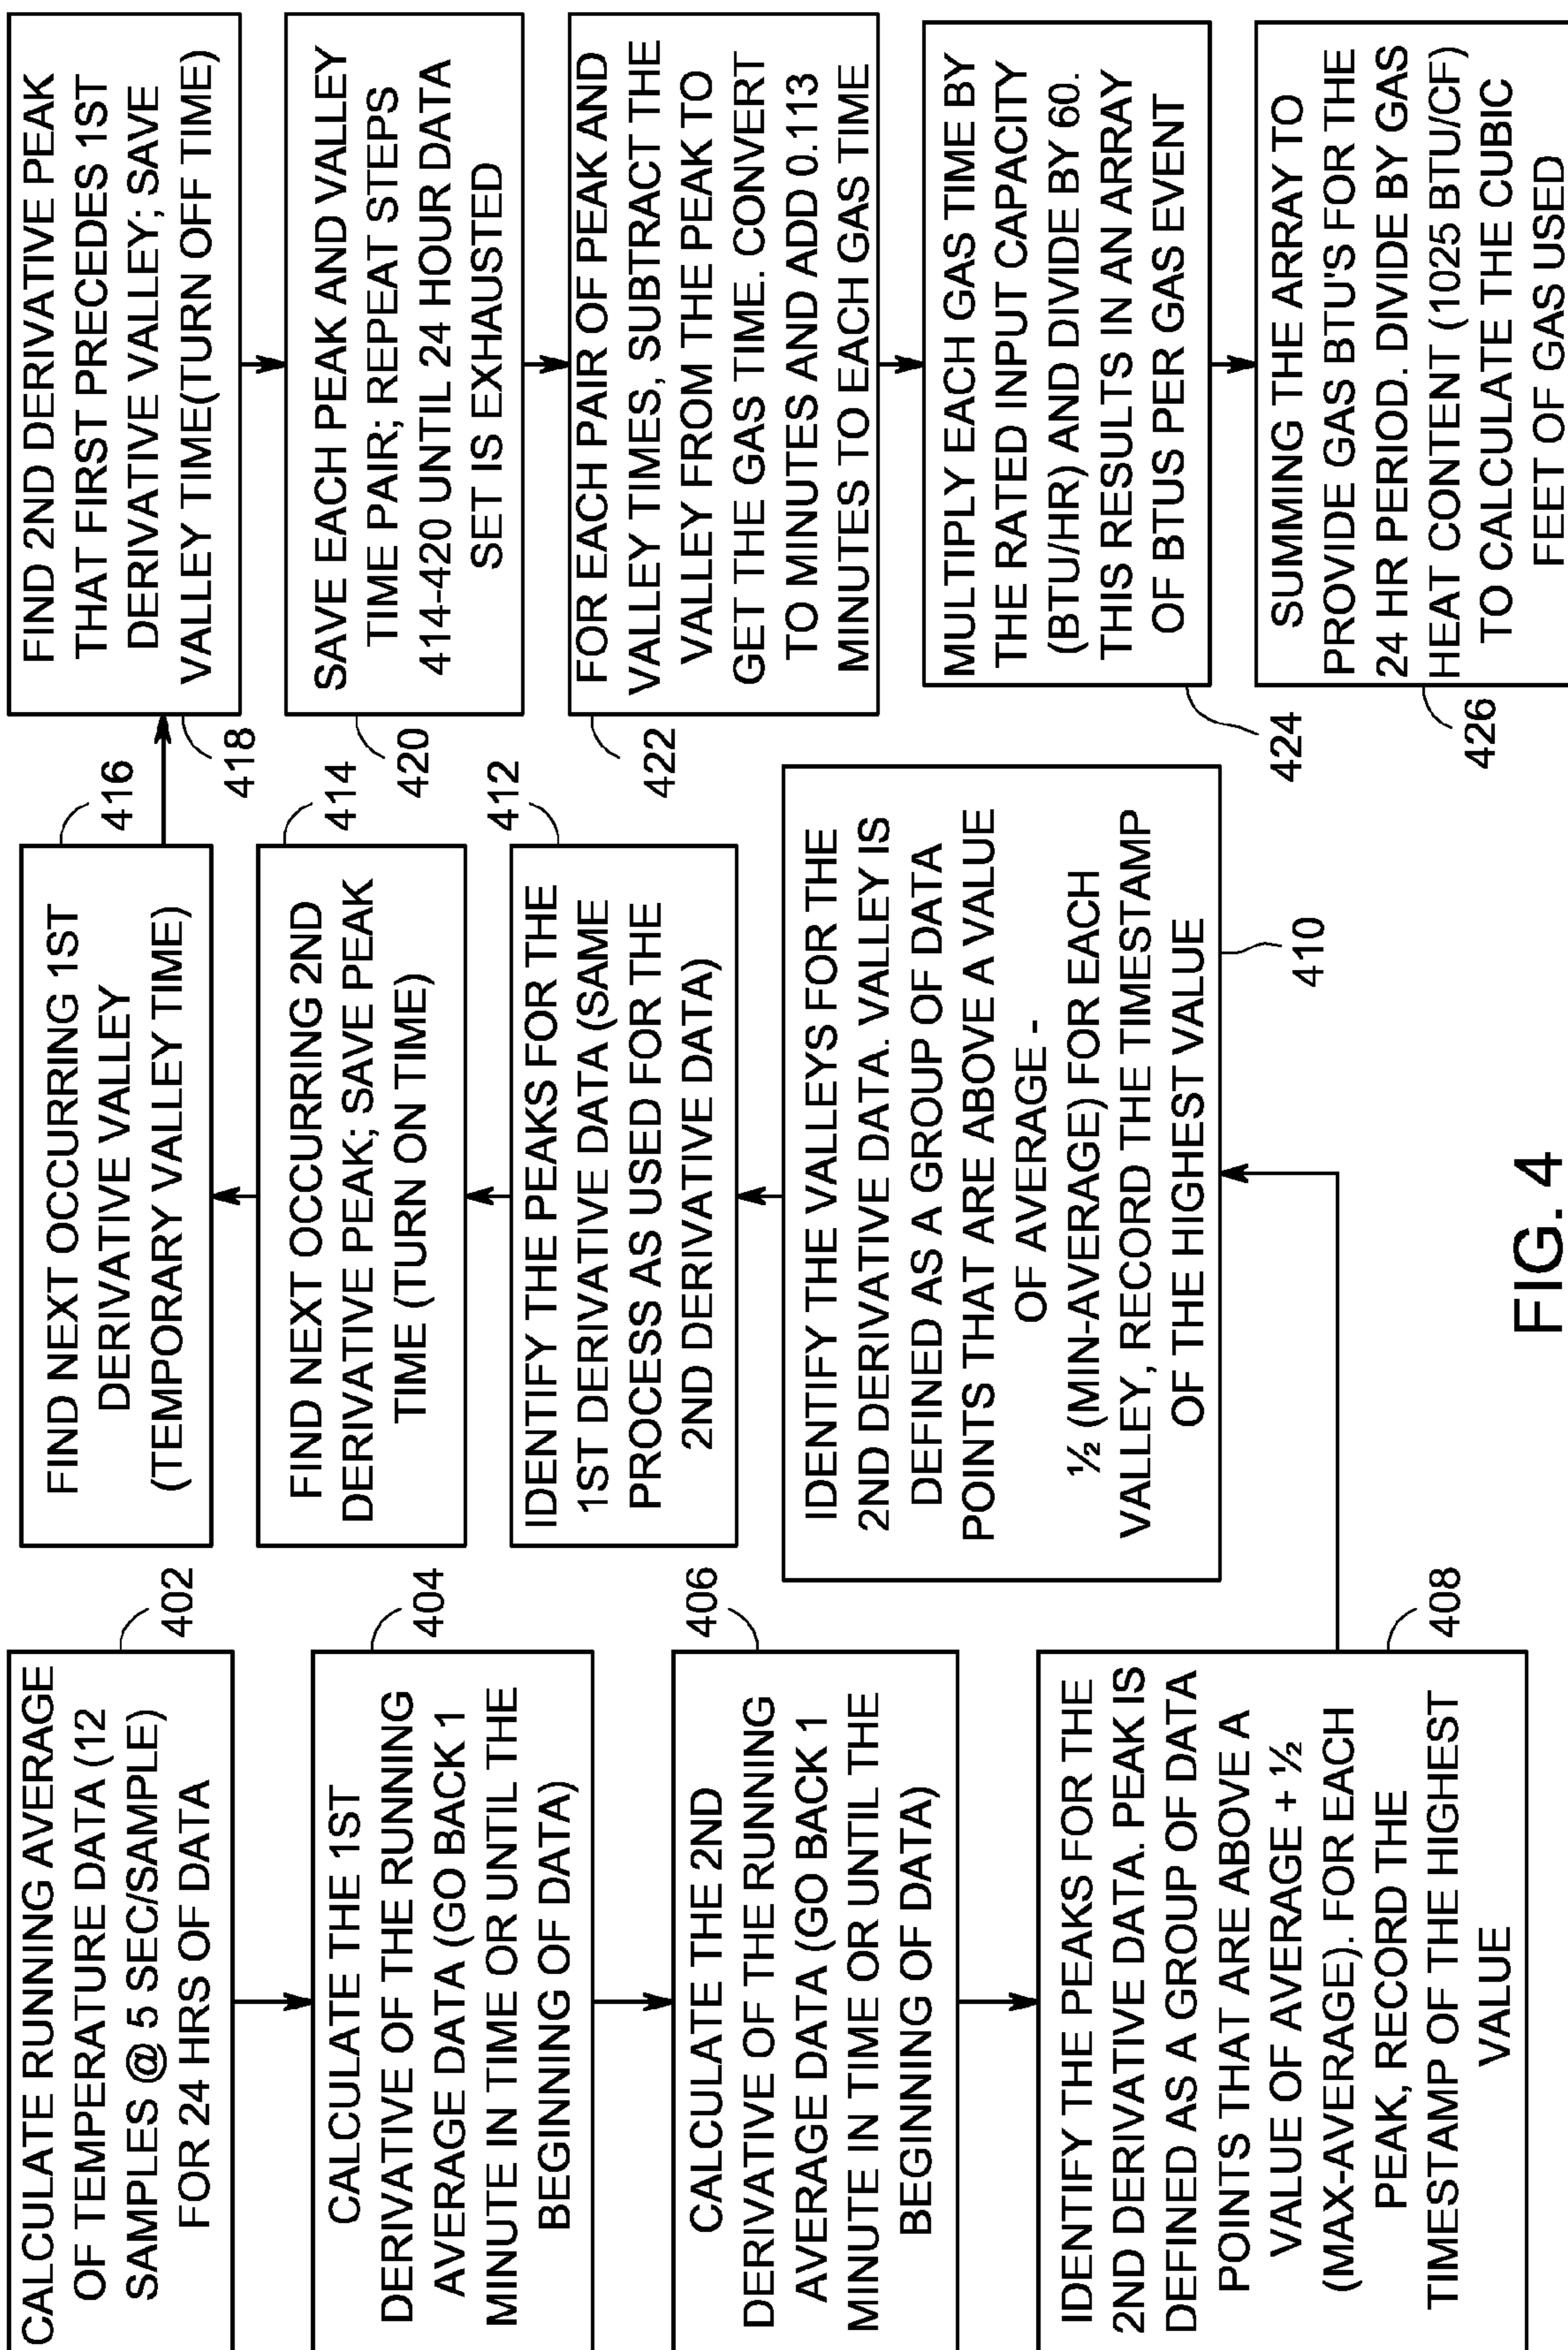 CALCULATE RUNNING AVERAGE
OF TEMPERATURE DATA (12
SAMPLES @ 5 SEC/SAMPLE)
FOR 24 HRS OF DATA
402
CALCULATE THE 1ST
DERIVATIVE OF THE RUNNING
AVERAGE DATA (GO BACK 1
MINUTE IN TIME OR UNTIL THE
BEGINNING OF DATA)
404
CALCULATE THE 2ND
DERIVATIVE OF THE RUNNING
AVERAGE DATA (GO BACK 1
MINUTE IN TIME OR UNTIL THE
BEGINNING OF DATA)
406
IDENTIFY THE PEAKS FOR THE
2ND DERIVATIVE DATA. PEAK IS
DEFINED AS A GROUP OF DATA
POINTS THAT ARE ABOVE A
VALUE OF AVERAGE + ½
(MAX-AVERAGE). FOR EACH
PEAK, RECORD THE
TIMESTAMP OF THE HIGHEST
VALUE
408
IDENTIFY THE VALLEYS FOR THE
2ND DERIVATIVE DATA. VALLEY IS
DEFINED AS A GROUP OF DATA
POINTS THAT ARE ABOVE A VALUE
OF AVERAGE -
½ (MIN-AVERAGE) FOR EACH
VALLEY, RECORD THE TIMESTAMP
OF THE HIGHEST VALUE
410
IDENTIFY THE PEAKS FOR THE
1ST DERIVATIVE DATA (SAME
PROCESS AS USED FOR THE
2ND DERIVATIVE DATA)
412
FIND NEXT OCCURRING 2ND
DERIVATIVE PEAK; SAVE PEAK
TIME (TURN ON TIME)
414
FIND NEXT OCCURRING 1ST
DERIVATIVE VALLEY
(TEMPORARY VALLEY TIME)
416
FIND 2ND DERIVATIVE PEAK
THAT FIRST PRECEDES 1ST
DERIVATIVE VALLEY; SAVE
VALLEY TIME(TURN OFF TIME)
418
SAVE EACH PEAK AND VALLEY
TIME PAIR; REPEAT STEPS
414-420 UNTIL 24 HOUR DATA
SET IS EXHAUSTED
420
FOR EACH PAIR OF PEAK AND
VALLEY TIMES, SUBTRACT THE
VALLEY FROM THE PEAK TO
GET THE GAS TIME. CONVERT
TO MINUTES AND ADD 0.113
MINUTES TO EACH GAS TIME
422
MULTIPLY EACH GAS TIME BY
THE RATED INPUT CAPACITY
(BTU/HR) AND DIVIDE BY 60.
THIS RESULTS IN AN ARRAY
OF BTUS PER GAS EVENT
424
SUMMING THE ARRAY TO
PROVIDE GAS BTU'S FOR THE
24 HR PERIOD. DIVIDE BY GAS
HEAT CONTENT (1025 BTU/CF)
TO CALCULATE THE CUBIC
FEET OF GAS USED
426
FIG. 4